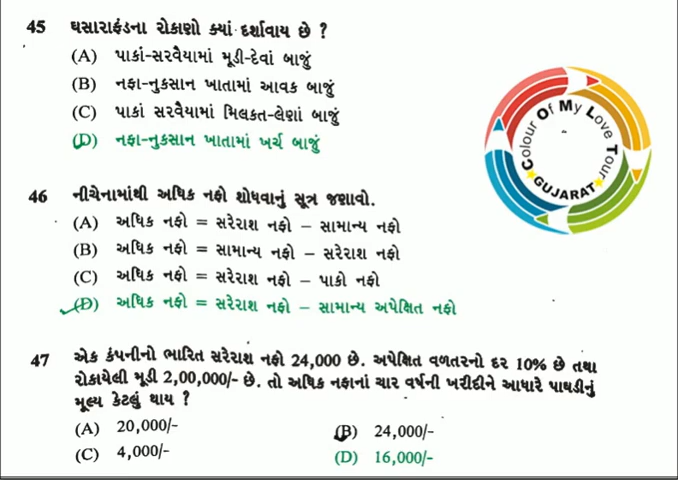 45 ઘસારાફંડના રોકાણો ક્યાં દર્શાવાય છે ?
(A) પાકાં-સરવૈયામાં મૂડી-દેવાં બાજું
(B) નફા-નુકસાન ખાતામાં આવક બાજું
(C) પાકાં સરવૈયામાં મિલકત-લેણાં બાજું
(D) નફા-નુકસાન ખાતામાં ખર્ચ બાજું
46 નીચેનામાંથી અધિક નફો શોધવાનું સૂત્ર જણાવો.
(A) અધિક નફો = સરેરાશ નફો – સામાન્ય નફો
(B) અધિક નફો = સામાન્ય નફો – સરેરાશ નફો
(C) અધિક નફો = સરેરાશ નફો – પાકો નફો
(D) અધિક નફો = સરેરાશ નફો – સામાન્ય અપેક્ષિત નફો
47 એક કંપનીનો ભારિત સરેરાશ નફો 24,000 છે. અપેક્ષિત વળતરનો દર 10% છે તથા
રોકાયેલી મૂડી 2,00,000/- છે. તો અધિક નફાનાં ચાર વર્ષની ખરીદીને આધારે પાઘડીનું
મૂલ્ય કેટલું થાય ?
(A) 20,000/- (B) 24,000/-
(C) 4,000/- (D) 16,000/-
Colour Of My Love Tour
GUJARAT